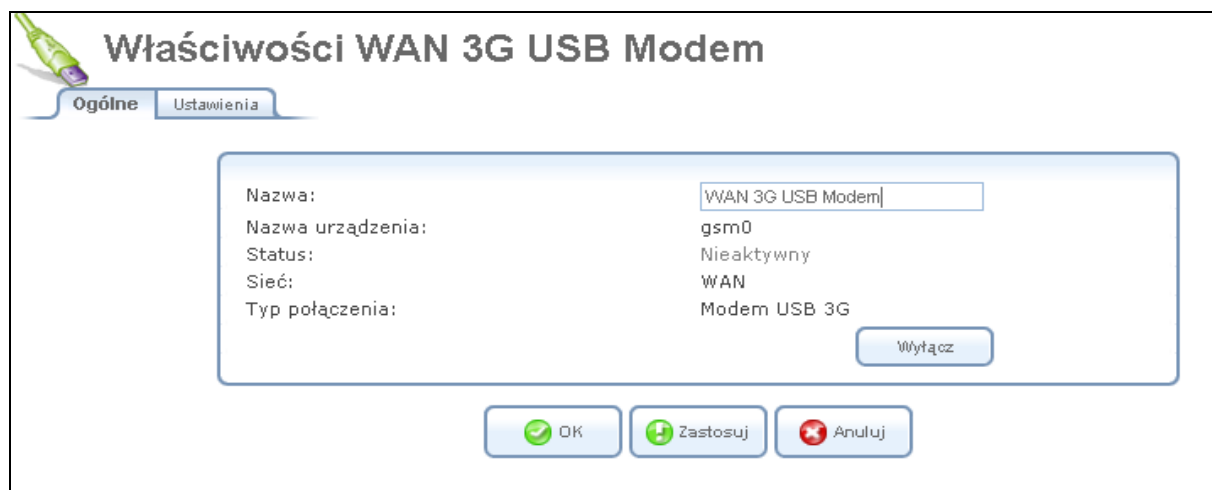 Właściwości WAN 3G USB Modem
Ogólne Ustawienia
Nazwa: WAN 3G USB Modem
Nazwa urządzenia: gsm0
Status: Nieaktywny
Sieć: WAN
Typ połączenia: Modem USB 3G
Wyłącz
OK Zastosuj Anuluj